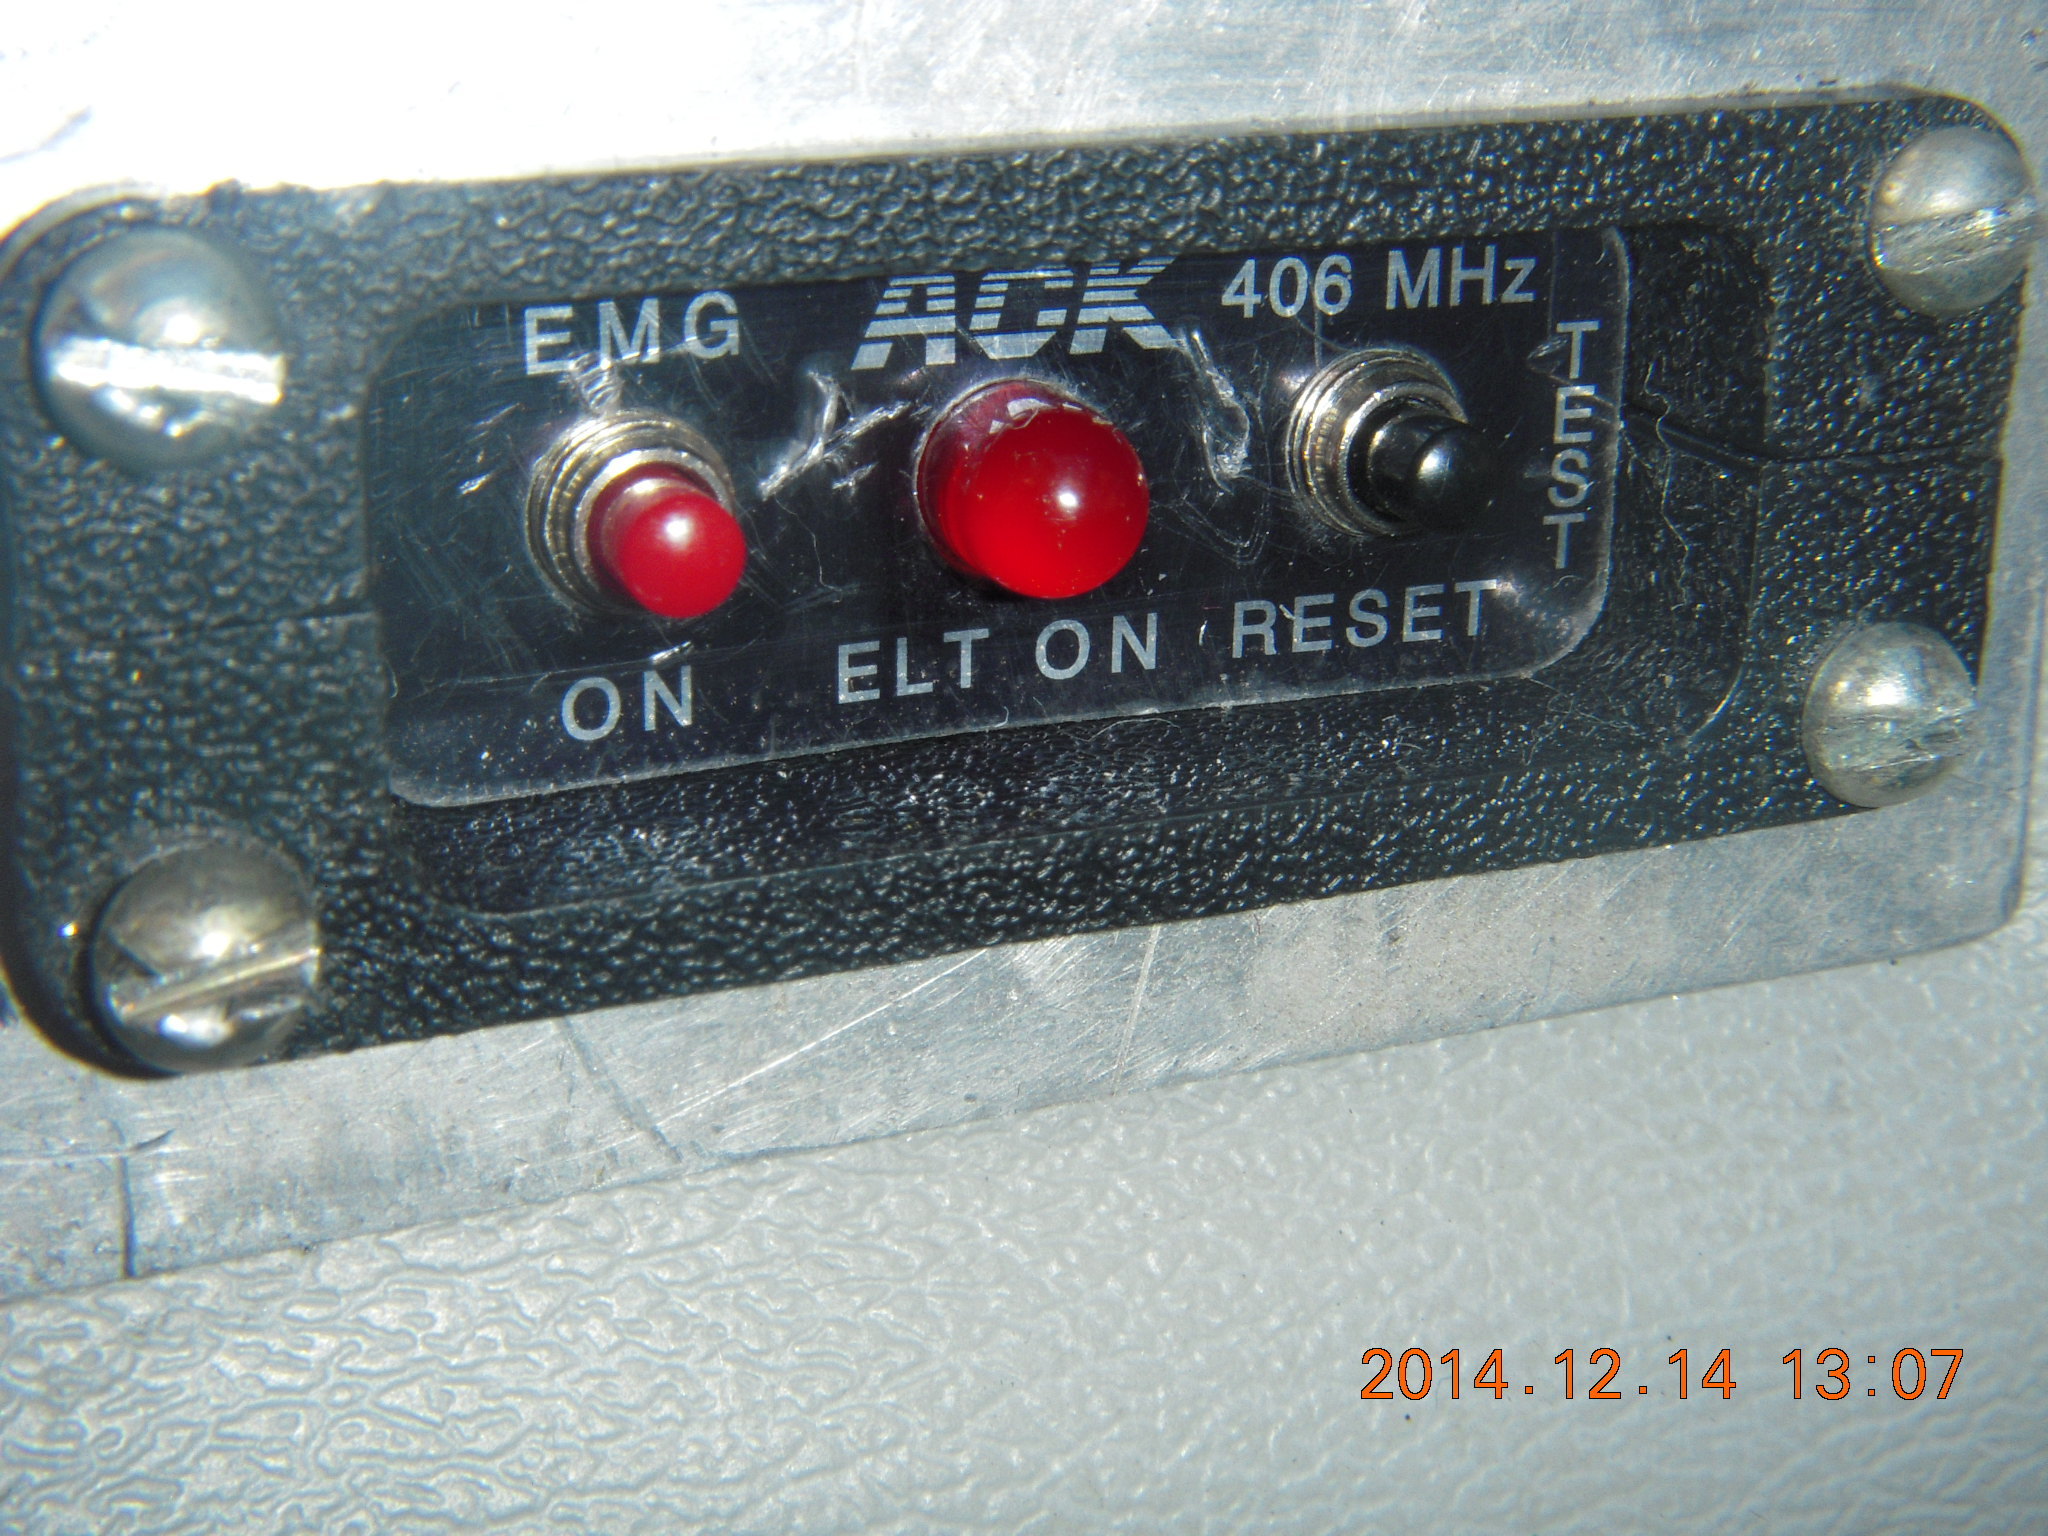 EMG ACK 406 MHz
TEST
ON ELT ON RESET
2014.12.14 13:07